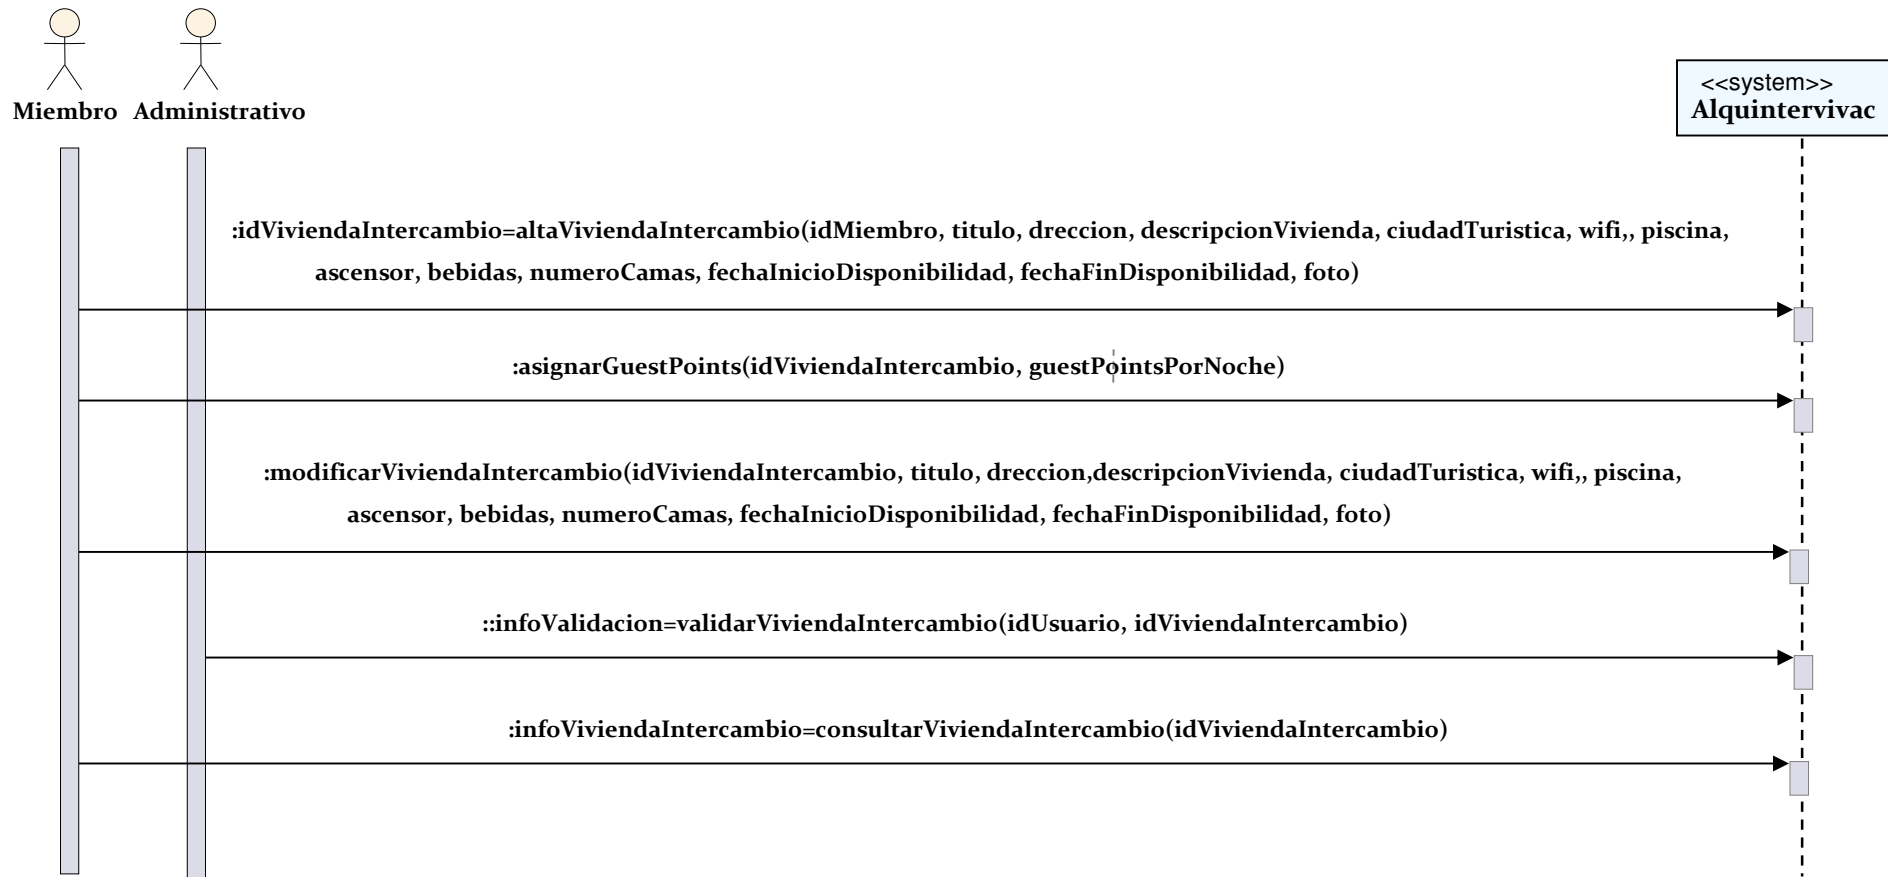 Miembro
Administrativo
<<system>>
Alquintervivac
:idViviendaIntercambio=altaViviendaIntercambio(idMiembro, titulo, dreccion, descripcionVivienda, ciudadTuristica, wifi,, piscina,
ascensor, bebidas, numeroCamas, fechaInicioDisponibilidad, fechaFinDisponibilidad, foto)
:asignarGuestPoints(idViviendaIntercambio, guestPointsPorNoche)
:modificarViviendaIntercambio(idViviendaIntercambio, titulo, dreccion,descripcionVivienda, ciudadTuristica, wifi,, piscina,
ascensor, bebidas, numeroCamas, fechaInicioDisponibilidad, fechaFinDisponibilidad, foto)
::infoValidacion=validarViviendaIntercambio(idUsuario, idViviendaIntercambio)
:infoViviendaIntercambio=consultarViviendaIntercambio(idViviendaIntercambio)